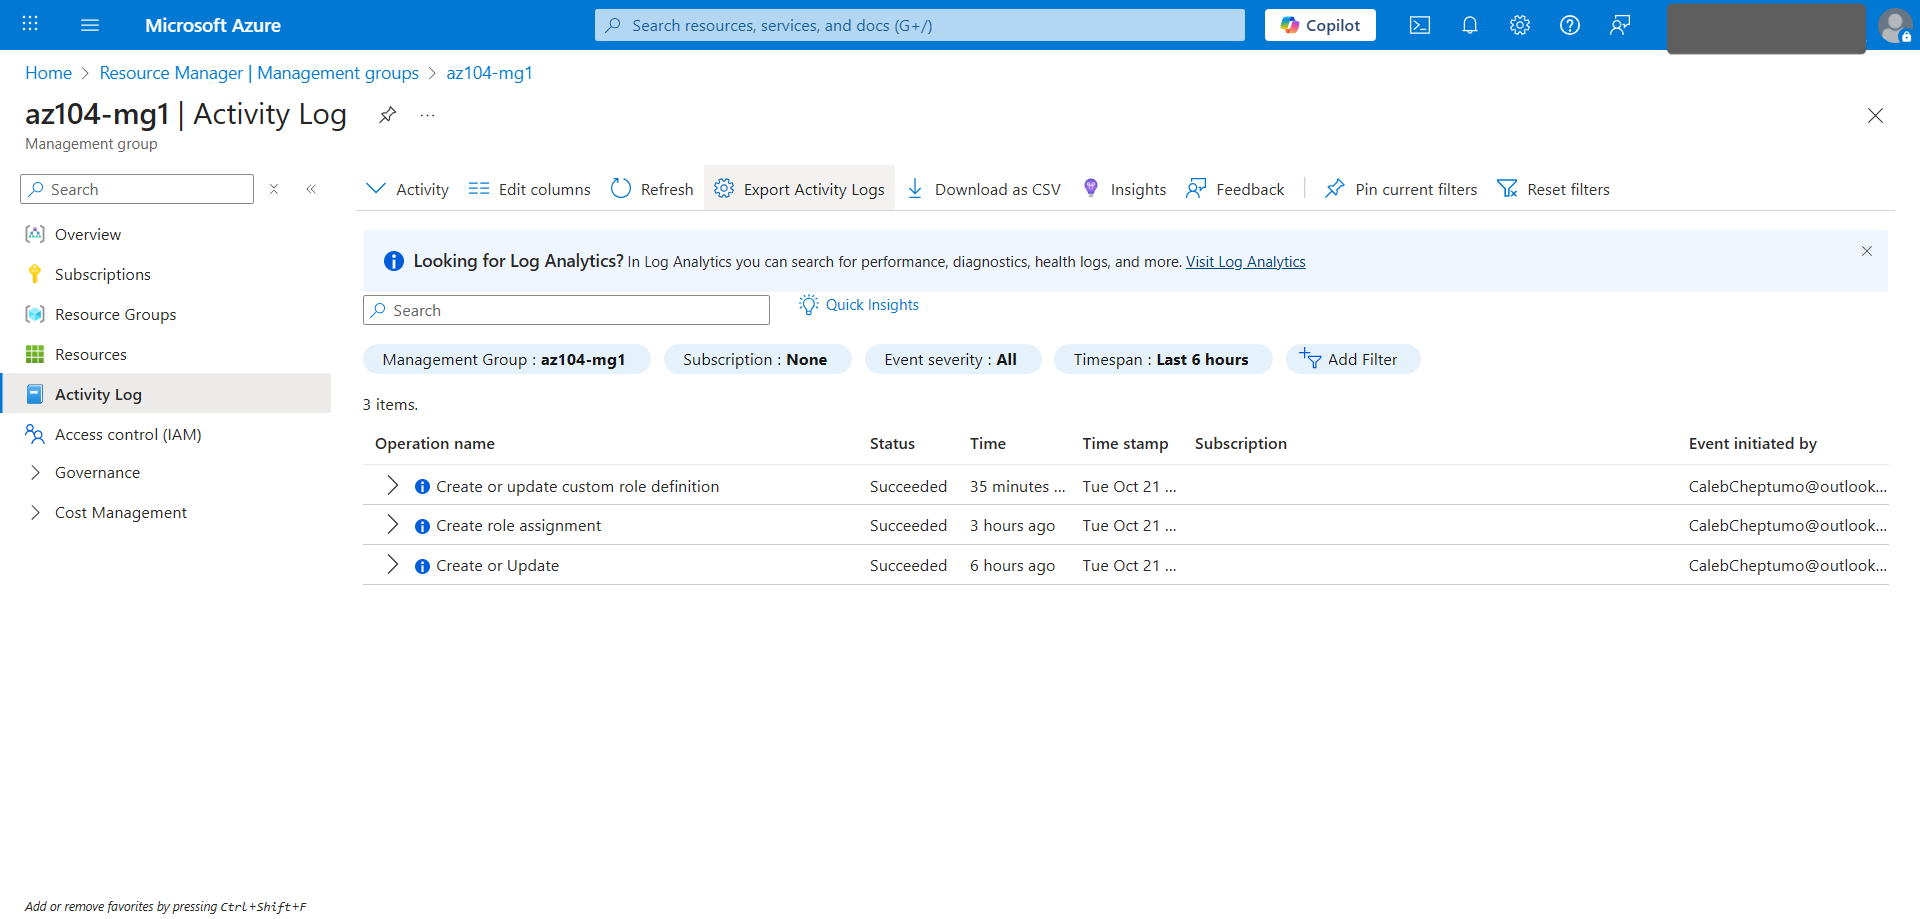 Microsoft Azure
Search resources, services, and docs (G+/)
Copilot
Home > Resource Manager | Management groups > az104-mg1
az104-mg1 | Activity Log
...
Management group
Search
Activity
Edit columns
Refresh
Export Activity Logs
Download as CSV
Insights
Feedback
Pin current filters
Reset filters
Overview
Subscriptions
Resource Groups
Resources
Activity Log
Access control (IAM)
Governance
Cost Management
Looking for Log Analytics? In Log Analytics you can search for performance, diagnostics, health logs, and more. Visit Log Analytics
Search
Quick Insights
Management Group : az104-mg1
Subscription : None
Event severity : All
Timespan : Last 6 hours
Add Filter
3 items.
Operation name Status Time Time stamp Subscription Event initiated by
Create or update custom role definition Succeeded 35 minutes ... Tue Oct 21 ... CalebCheptumo@outlook...
Create role assignment Succeeded 3 hours ago Tue Oct 21 ... CalebCheptumo@outlook...
Create or Update Succeeded 6 hours ago Tue Oct 21 ... CalebCheptumo@outlook...
Add or remove favorites by pressing Ctrl+Shift+F